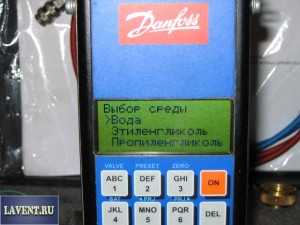 Danfoss
Выбор среды
>Вода
Этиленгликоль
Пропиленгликоль
VALVE PRESET ZERO
ABC DEF GHI ON
1 2 3
JKL MNO PQR DEL
4 5 6
LAVENT.RU